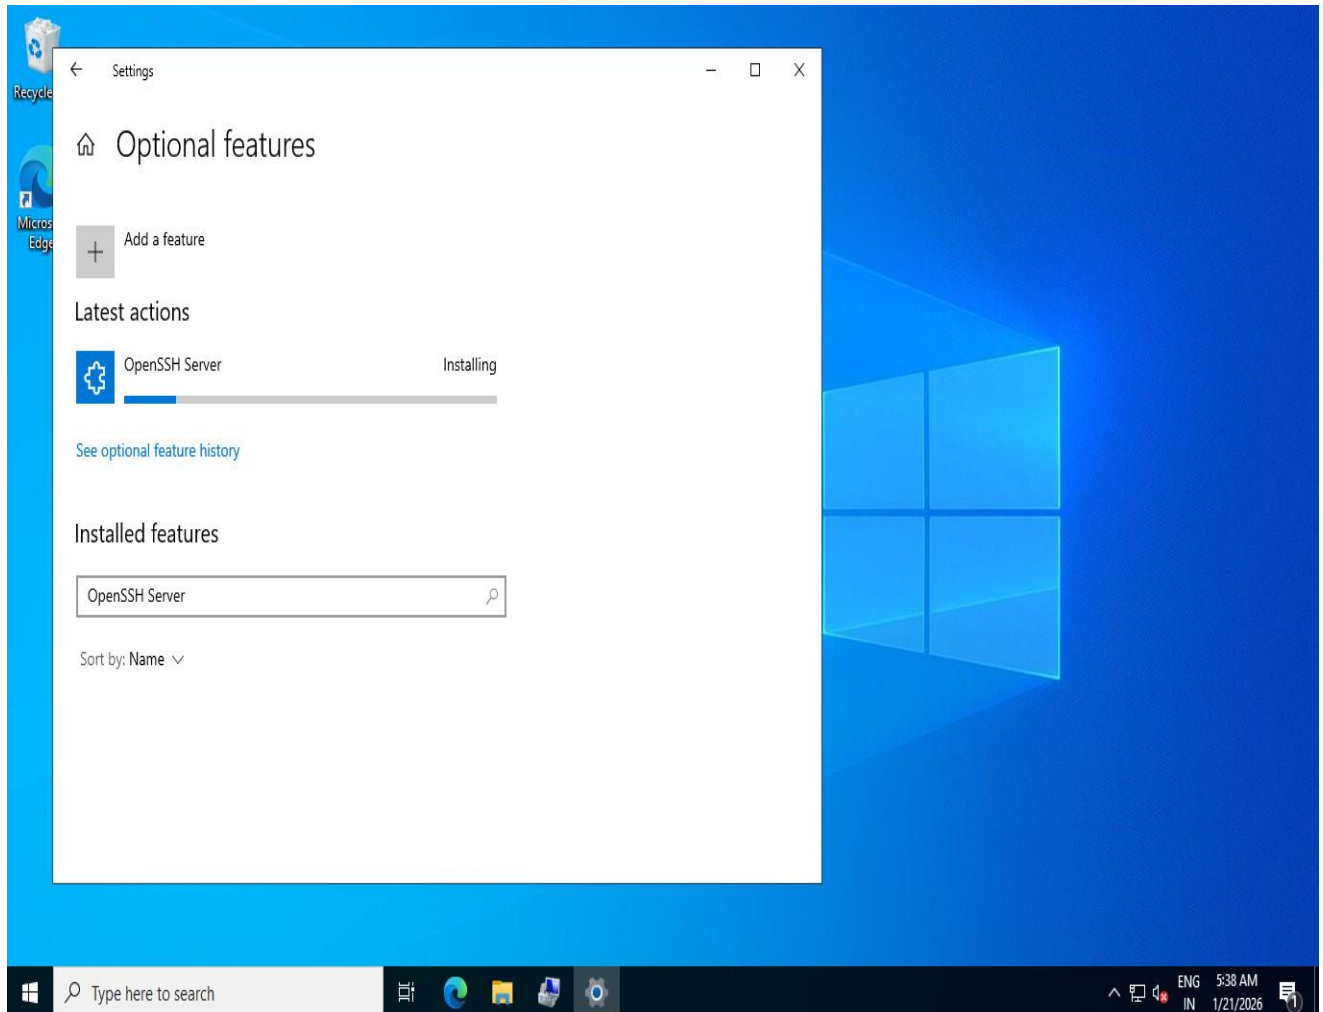 Recycle
Settings
Optional features
Micros
Edge
Add a feature
Latest actions
OpenSSH Server Installing
See optional feature history
Installed features
OpenSSH Server
Sort by: Name
Type here to search
ENG 5:38 AM
IN 1/21/2026
1